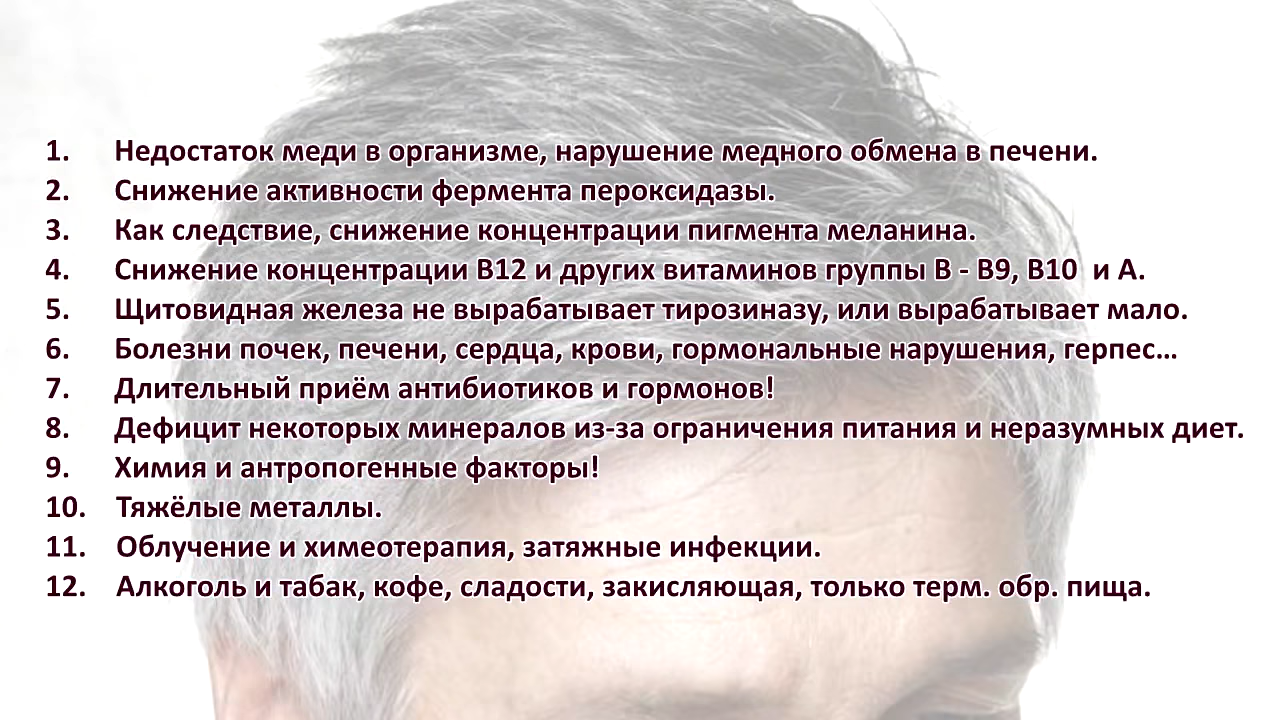 1. Недостаток меди в организме, нарушение медного обмена в печени.
2. Снижение активности фермента пероксидазы.
3. Как следствие, снижение концентрации пигмента меланина.
4. Снижение концентрации В12 и других витаминов группы В - В9, В10 и А.
5. Щитовидная железа не вырабатывает тирозиназу, или вырабатывает мало.
6. Болезни почек, печени, сердца, крови, гормональные нарушения, герпес...
7. Длительный приём антибиотиков и гормонов!
8. Дефицит некоторых минералов из-за ограничения питания и неразумных диет.
9. Химия и антропогенные факторы!
10. Тяжёлые металлы.
11. Облучение и химеотерапия, затяжные инфекции.
12. Алкоголь и табак, кофе, сладости, закисляющая, только терм. обр. пища.